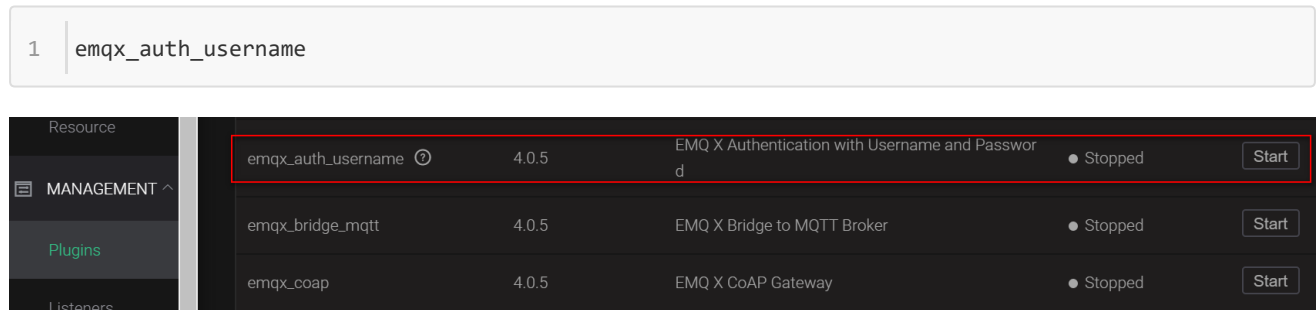 1 emqx_auth_username
Resource
emqx_auth_username ? 4.0.5 EMQ X Authentication with Username and Passwor
d
Stopped Start
MANAGEMENT
emqx_bridge_mqtt 4.0.5 EMQ X Bridge to MQTT Broker Stopped Start
Plugins
emqx_coap 4.0.5 EMQ X CoAP Gateway Stopped Start
Listeners